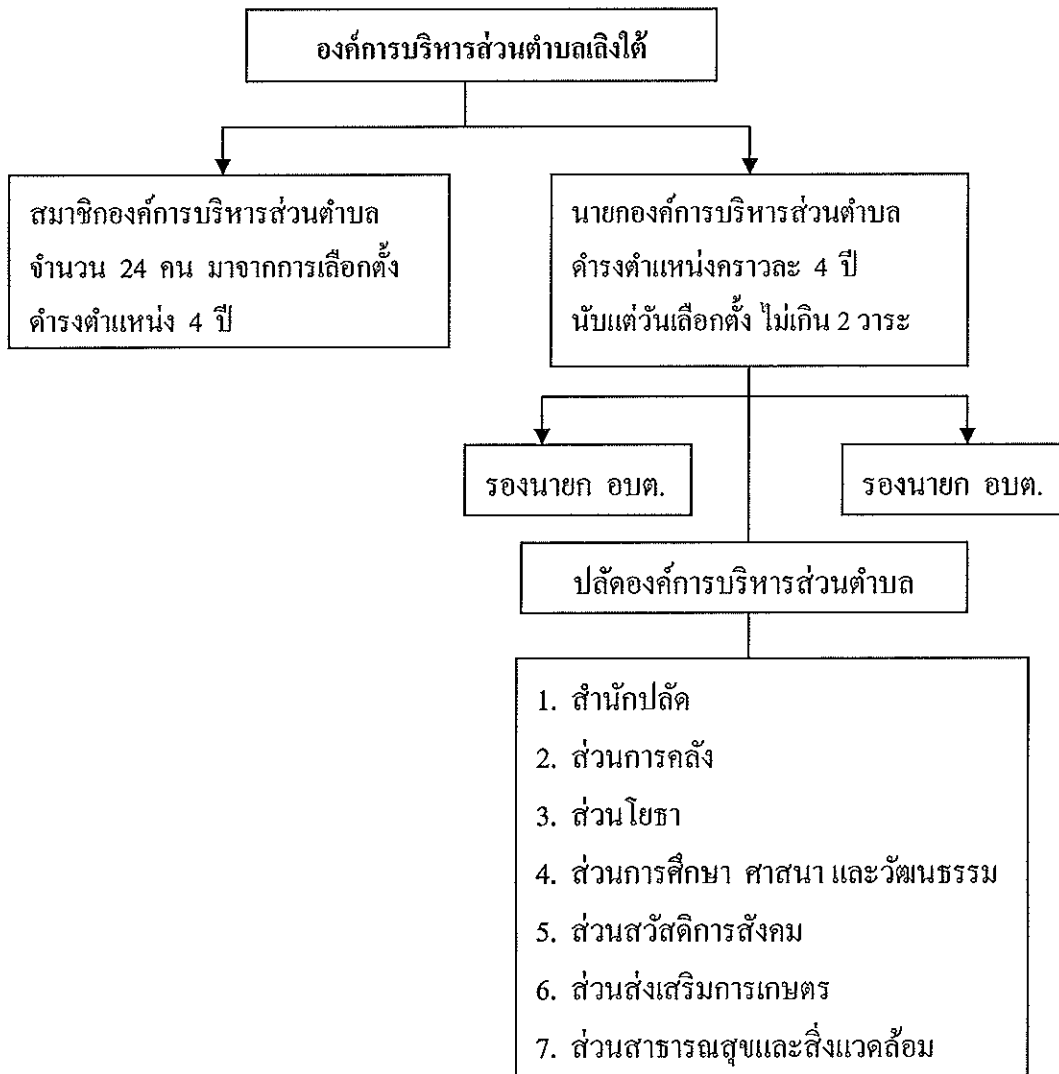 องค์การบริหารส่วนตำบลเลิงใต้
สมาชิกองค์การบริหารส่วนตำบล
จำนวน 24 คน มาจากการเลือกตั้ง
ดำรงตำแหน่ง 4 ปี
นายกองค์การบริหารส่วนตำบล
ดำรงตำแหน่งคราวละ 4 ปี
นับแต่วันเลือกตั้ง ไม่เกิน 2 วาระ
รองนายก อบต.
รองนายก อบต.
ปลัดองค์การบริหารส่วนตำบล
1. สำนักปลัด
2. ส่วนการคลัง
3. ส่วนโยธา
4. ส่วนการศึกษา ศาสนา และวัฒนธรรม
5. ส่วนสวัสดิการสังคม
6. ส่วนส่งเสริมการเกษตร
7. ส่วนสาธารณสุขและสิ่งแวดล้อม